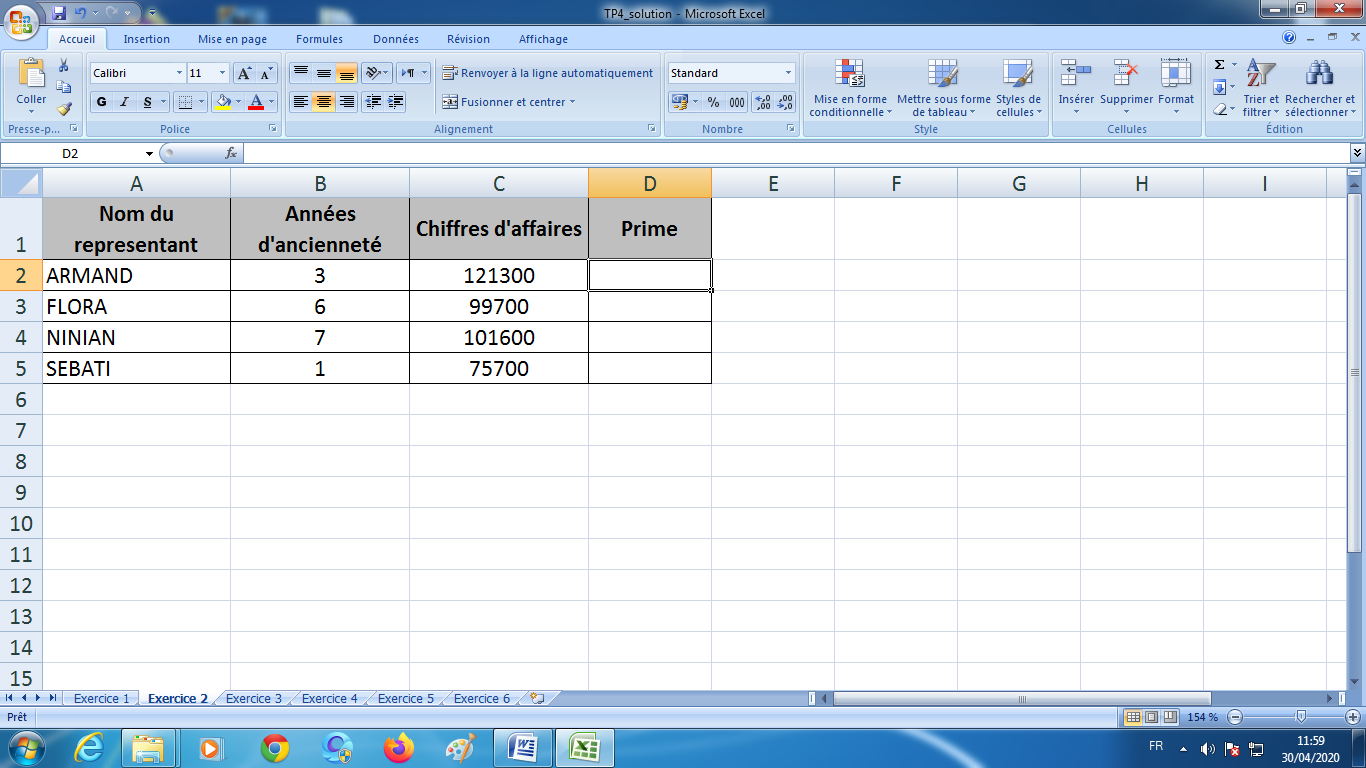 TP4_solution - Microsoft Excel
Accueil Insertion Mise en page Formules Données Révision Affichage
Calibri 11 Renvoyer à la ligne automatiquement Standard
Coller G I S Fusionner et centrer % 000 Mise en forme conditionnelle Mettre sous forme de tableau Styles de cellules Insérer Supprimer Format Σ Trier et filtrer Rechercher et sélectionner
Presse-p... Police Alignement Nombre Style Cellules Édition
D2 fx
A B C D E F G H I
1 Nom du representant Années d'ancienneté Chiffres d'affaires Prime
2 ARMAND 3 121300
3 FLORA 6 99700
4 NINIAN 7 101600
5 SEBATI 1 75700
6
7
8
9
10
11
12
13
14
15
Exercice 1 Exercice 2 Exercice 3 Exercice 4 Exercice 5 Exercice 6
Prêt 154 %
FR 11:59
30/04/2020